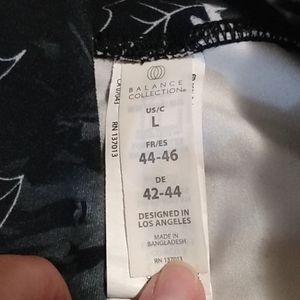 BALANCE
COLLECTION®
US/C
L
FR/ES
44-46
DE
42-44
DESIGNED IN
LOS ANGELES
MADE IN
BANGLADESH
RN 137013
RN 137013